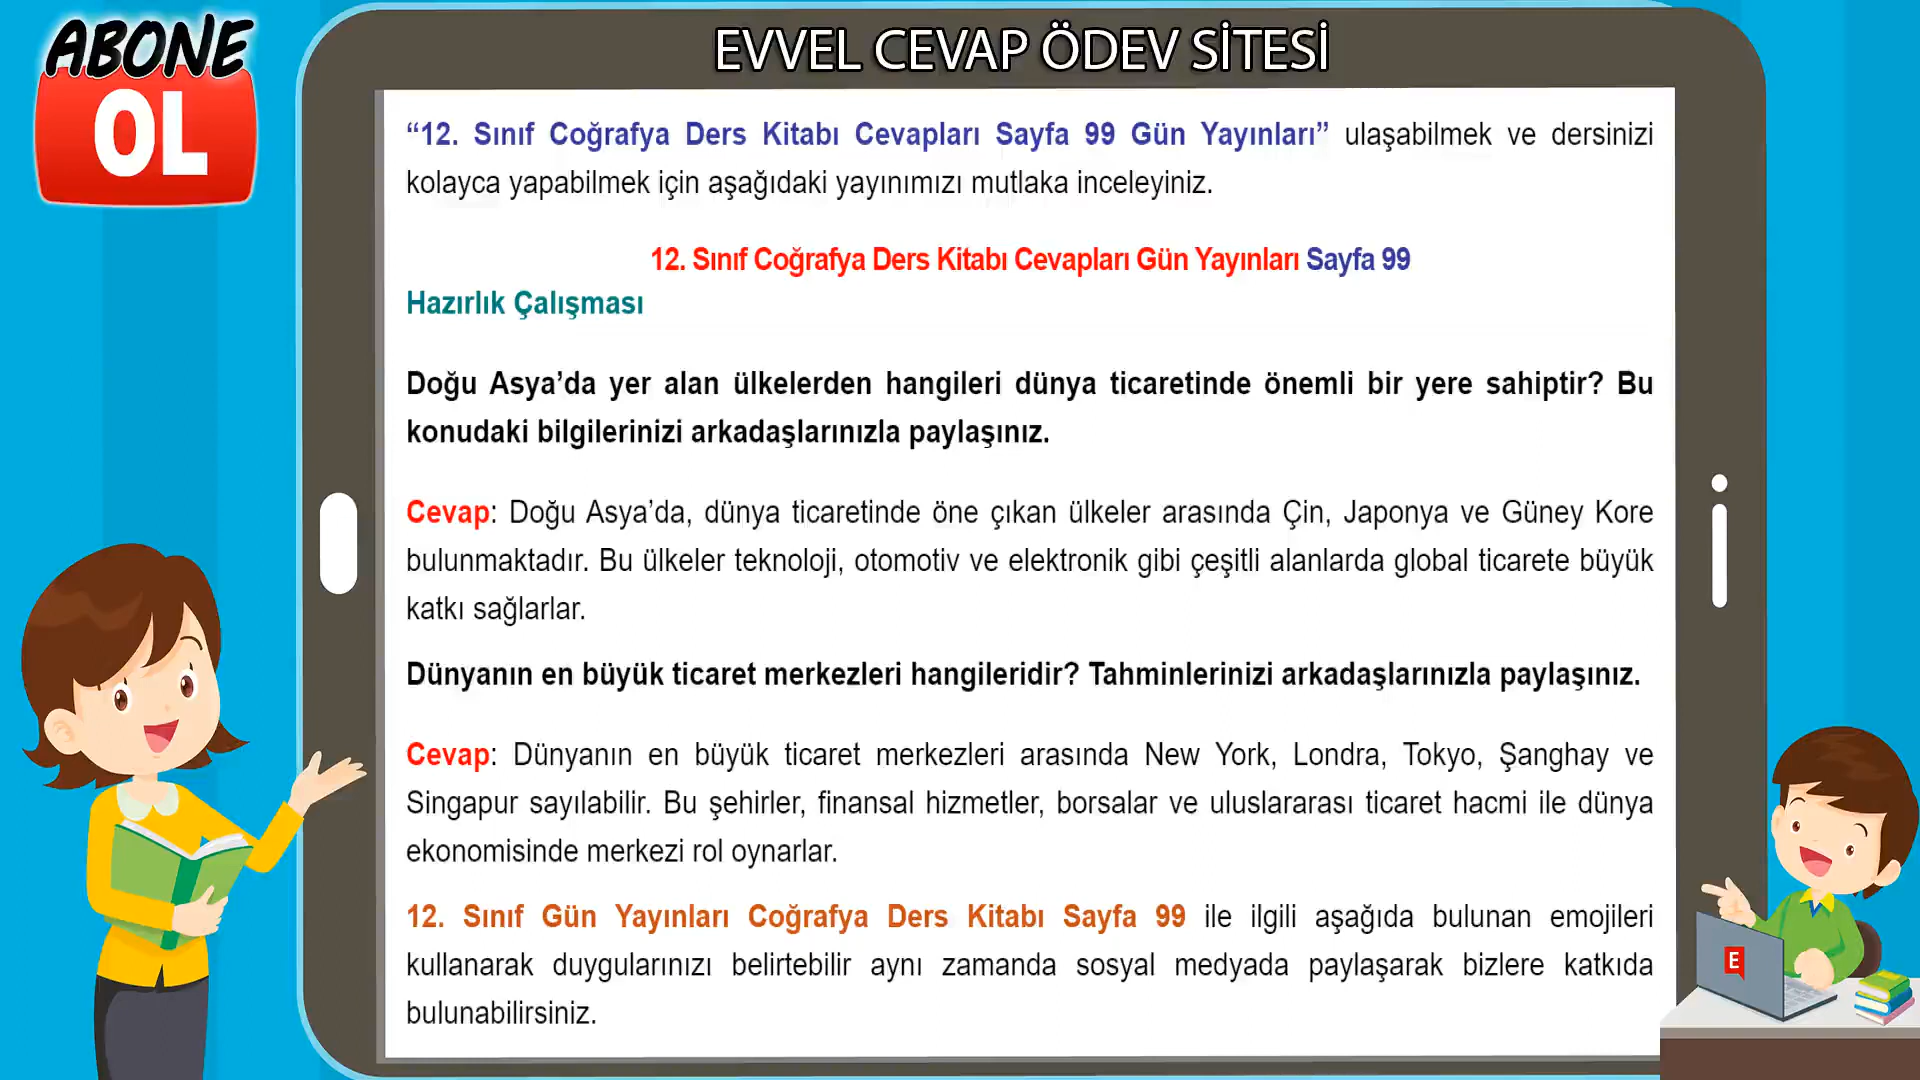 ABONE
OL
EVVEL CEVAP ÖDEV SİTESİ
“12. Sınıf Coğrafya Ders Kitabı Cevapları Sayfa 99 Gün Yayınları” ulaşabilmek ve dersinizi
kolayca yapabilmek için aşağıdaki yayınımızı mutlaka inceleyiniz.
12. Sınıf Coğrafya Ders Kitabı Cevapları Gün Yayınları Sayfa 99
Hazırlık Çalışması
Doğu Asya’da yer alan ülkelerden hangileri dünya ticaretinde önemli bir yere sahiptir? Bu
konudaki bilgilerinizi arkadaşlarınızla paylaşınız.
Cevap: Doğu Asya’da, dünya ticaretinde öne çıkan ülkeler arasında Çin, Japonya ve Güney Kore
bulunmaktadır. Bu ülkeler teknoloji, otomotiv ve elektronik gibi çeşitli alanlarda global ticarete büyük
katkı sağlarlar.
Dünyanın en büyük ticaret merkezleri hangileridir? Tahminlerinizi arkadaşlarınızla paylaşınız.
Cevap: Dünyanın en büyük ticaret merkezleri arasında New York, Londra, Tokyo, Şanghay ve
Singapur sayılabilir. Bu şehirler, finansal hizmetler, borsalar ve uluslararası ticaret hacmi ile dünya
ekonomisinde merkezi rol oynarlar.
12. Sınıf Gün Yayınları Coğrafya Ders Kitabı Sayfa 99 ile ilgili aşağıda bulunan emojileri
kullanarak duygularınızı belirtebilir aynı zamanda sosyal medyada paylaşarak bizlere katkıda
bulunabilirsiniz.
E